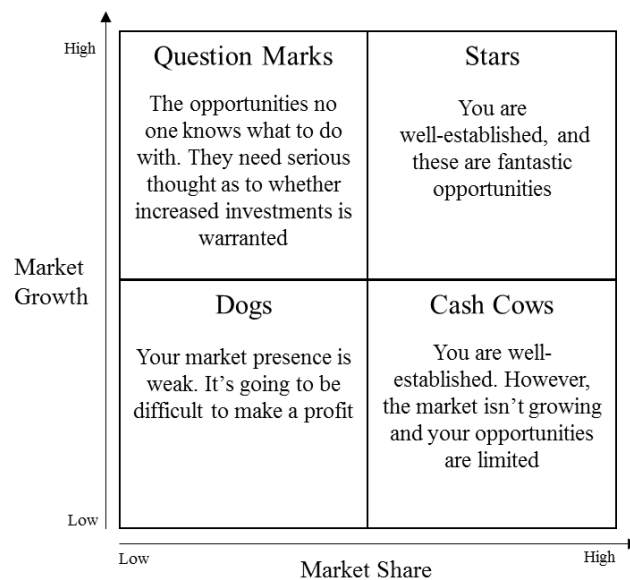 High
Question Marks
The opportunities no
one knows what to do
with. They need serious
thought as to whether
increased investments is
warranted
Stars
You are
well-established, and
these are fantastic
opportunities
Market
Growth
Dogs
Your market presence is
weak. It’s going to be
difficult to make a profit
Cash Cows
You are well-
established. However,
the market isn’t growing
and your opportunities
are limited
Low
Low
Market Share
High